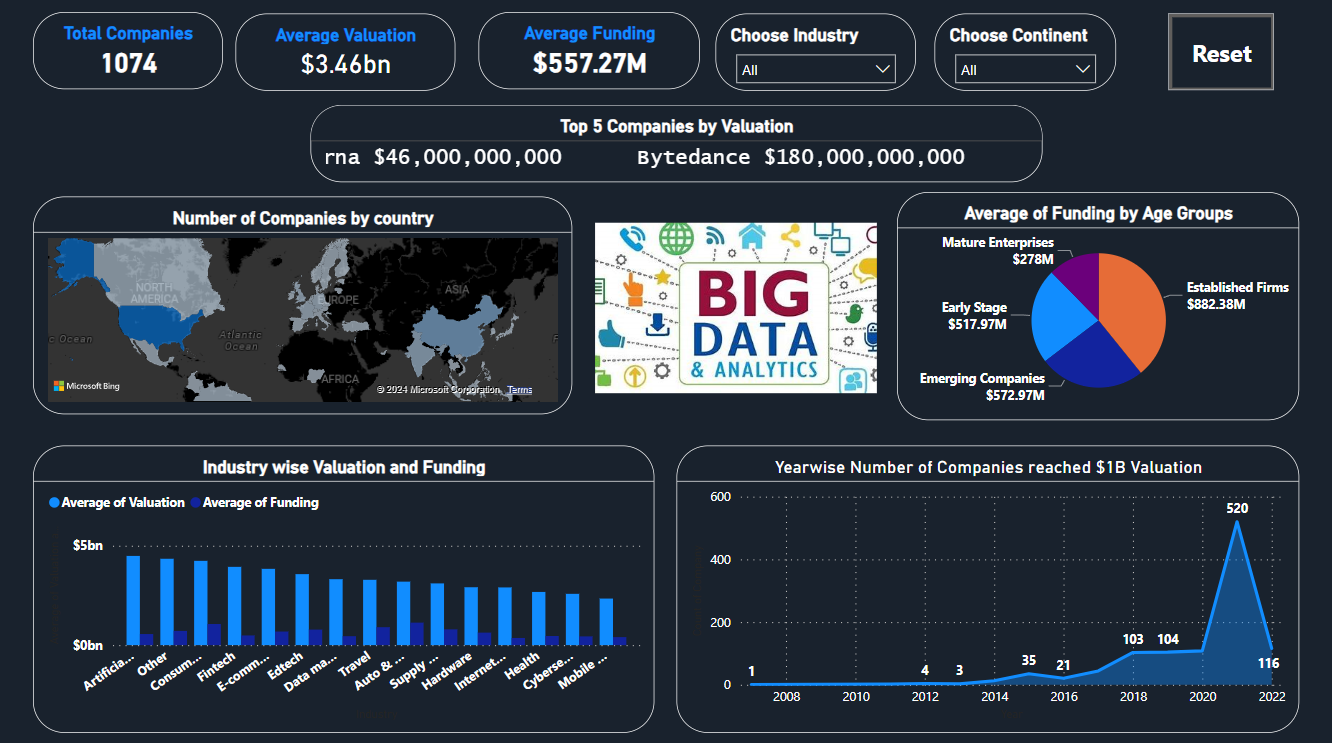 Total Companies
1074
Average Valuation
$3.46bn
Average Funding
$557.27M
Choose Industry
All
Choose Continent
All
Reset
Top 5 Companies by Valuation
rna $46,000,000,000 Bytedance $180,000,000,000
Number of Companies by country
NORTH
AMERICA
EUROPE
ASIA
Atlantic
Ocean
c Ocean
AFRICA
Microsoft Bing
© 2024 Microsoft Corporation Terms
BIG
DATA
& ANALYTICS
Average of Funding by Age Groups
Mature Enterprises
$278M
Established Firms
$882.38M
Early Stage
$517.97M
Emerging Companies
$572.97M
Industry wise Valuation and Funding
Average of Valuation Average of Funding
$5bn
$0bn
Artificia...
Other
Consum...
Fintech
E-comm...
Edtech
Data ma...
Travel
Auto & ...
Supply ...
Hardware
Internet...
Health
Cyberse...
Mobile ...
Yearwise Number of Companies reached $1B Valuation
600
400
200
0
1
4
3
35
21
103
104
520
116
2008 2010 2012 2014 2016 2018 2020 2022